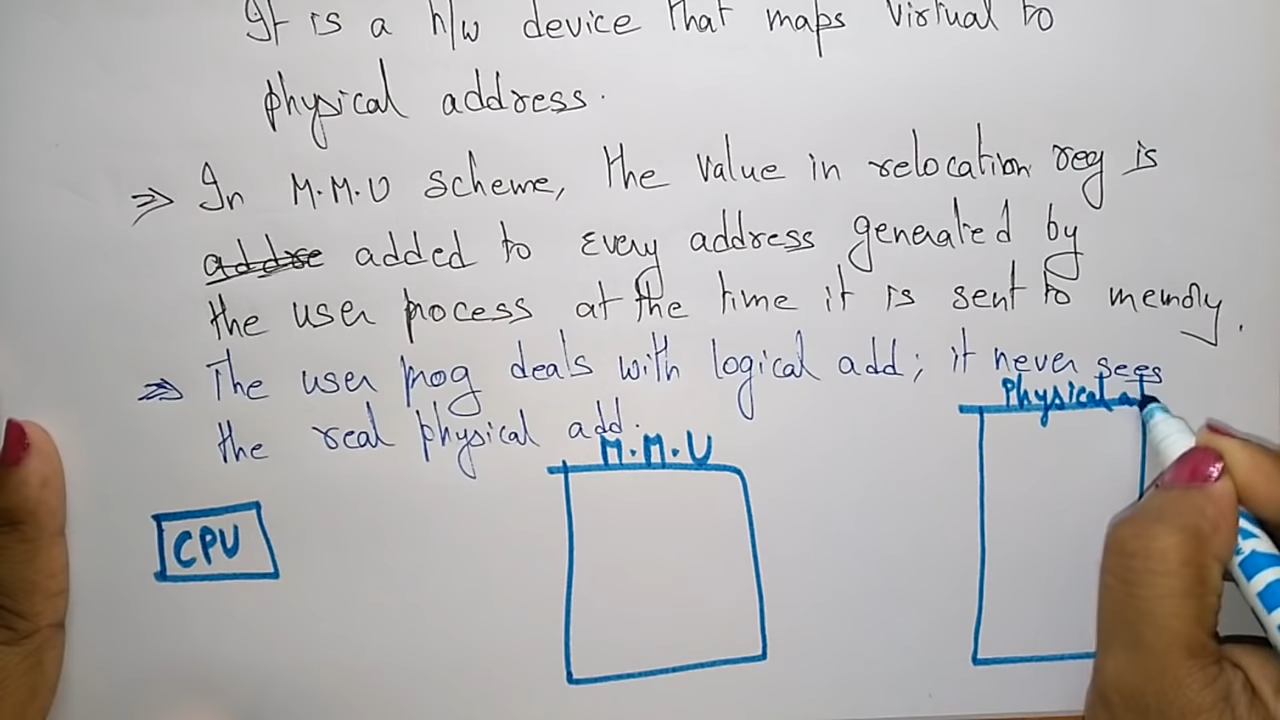 It is a h/w device that maps virtual to
physical address.
⇒ In M.M.U scheme, the value in relocation reg is
added to every address generated by
the user process at the time it is sent to memory.
⇒ The user prog deals with logical add; it never sees
the real physical add.
M.M.U
Physical ad
CPU